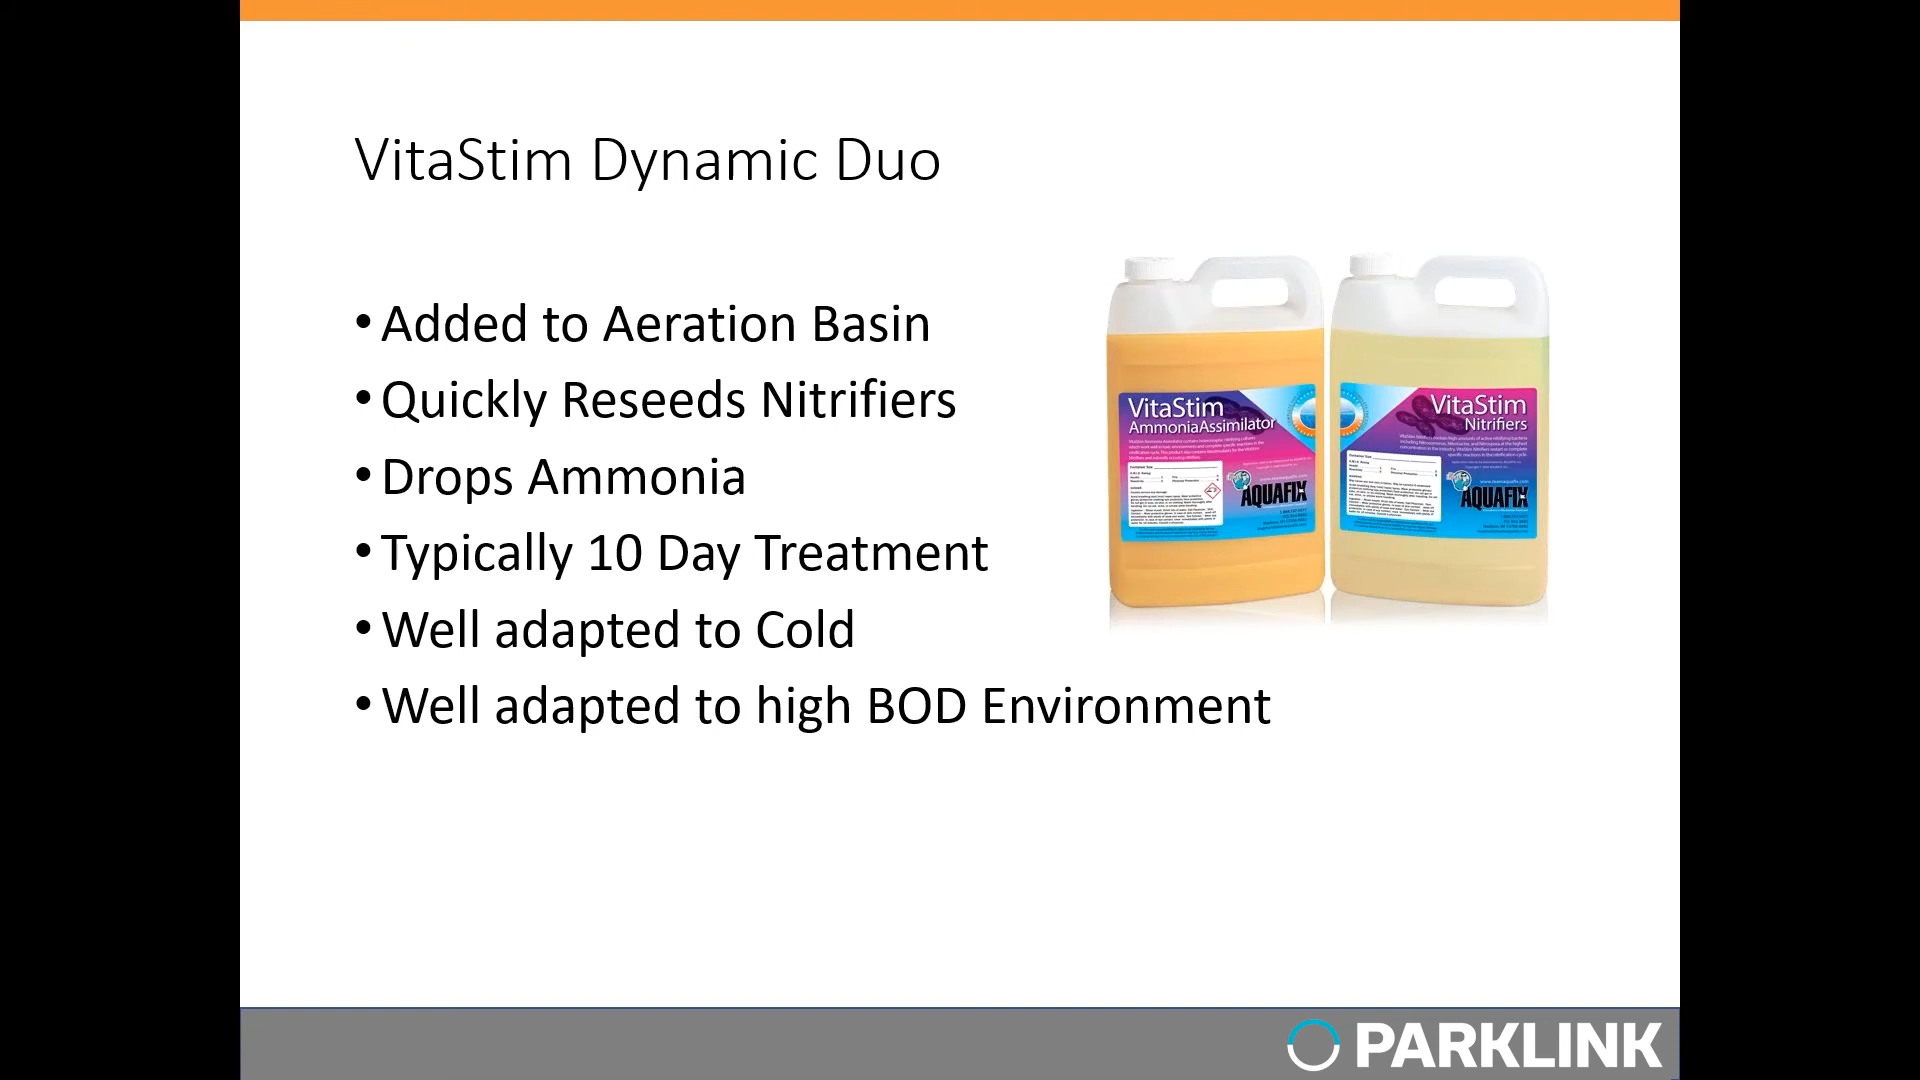 VitaStim Dynamic Duo
• Added to Aeration Basin
• Quickly Reseeds Nitrifiers
• Drops Ammonia
• Typically 10 Day Treatment
• Well adapted to Cold
• Well adapted to high BOD Environment
VitaStim
AmmoniaAssimilator
AQUAFIX
VitaStim
Nitrifiers
AQUAFIX
PARKLINK